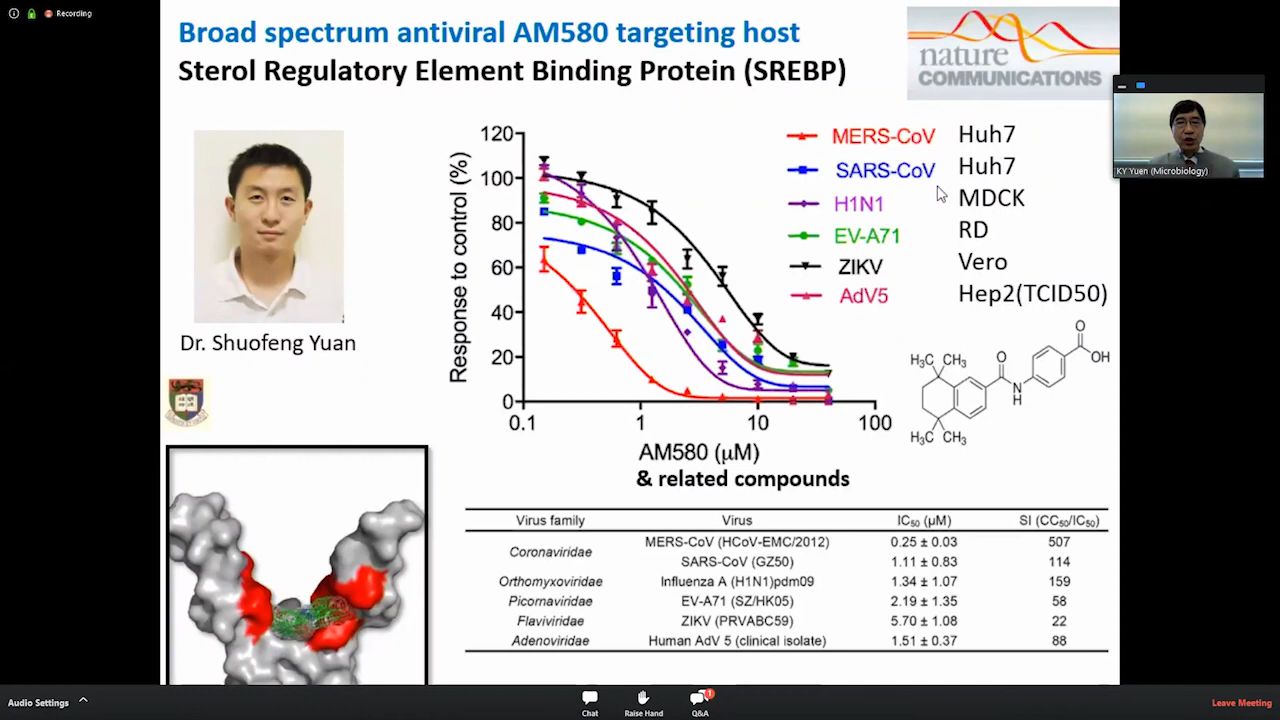 Recording
Broad spectrum antiviral AM580 targeting host
Sterol Regulatory Element Binding Protein (SREBP)
nature
COMMUNICATIONS
KY Yuen (Microbiology)
Dr. Shuofeng Yuan
Response to control (%)
120
100
80
60
40
20
0
0.1
1
10
100
AM580 (µM)
& related compounds
MERS-CoV Huh7
SARS-CoV Huh7
H1N1 MDCK
EV-A71 RD
ZIKV Vero
AdV5 Hep2(TCID50)
H₃C CH₃
O
N
H
O
OH
H₃C CH₃
Virus family Virus IC₅₀ (µM) SI (CC₅₀/IC₅₀)
Coronaviridae MERS-CoV (HCoV-EMC/2012) 0.25 ± 0.03 507
SARS-CoV (GZ50) 1.11 ± 0.83 114
Orthomyxoviridae Influenza A (H1N1)pdm09 1.34 ± 1.07 159
Picornaviridae EV-A71 (SZ/HK05) 2.19 ± 1.35 58
Flaviviridae ZIKV (PRVABC59) 5.70 ± 1.08 22
Adenoviridae Human AdV 5 (clinical isolate) 1.51 ± 0.37 88
Audio Settings
Chat
Raise Hand
1
Q&A
Leave Meeting